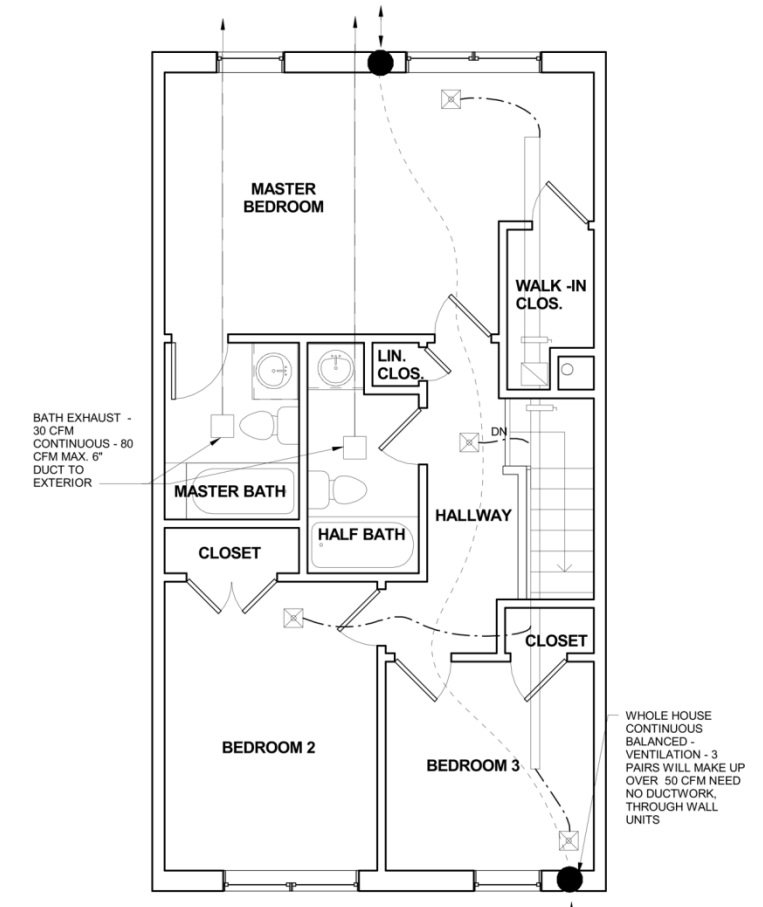 MASTER
BEDROOM
WALK -IN
CLOS.
LIN.
CLOS.
BATH EXHAUST -
30 CFM
CONTINUOUS - 80
CFM MAX. 6"
DUCT TO
EXTERIOR
DN
MASTER BATH
HALLWAY
HALF BATH
CLOSET
CLOSET
BEDROOM 2
BEDROOM 3
WHOLE HOUSE
CONTINUOUS
BALANCED -
VENTILATION - 3
PAIRS WILL MAKE UP
OVER 50 CFM NEED
NO DUCTWORK,
THROUGH WALL
UNITS